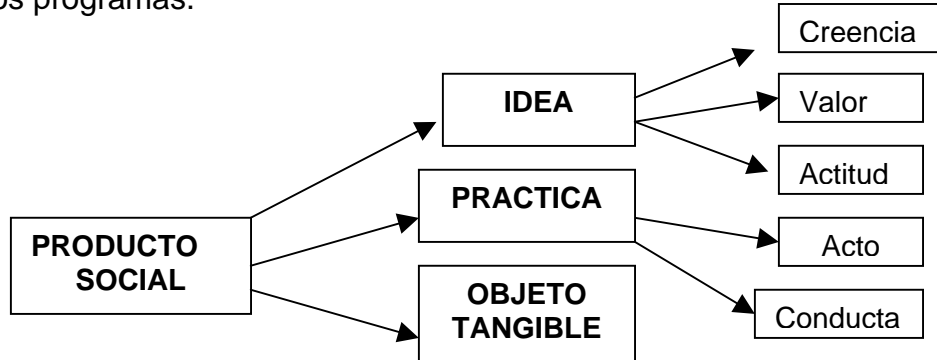 os programas.
Creencia
IDEA
Valor
Actitud
PRACTICA
PRODUCTO
SOCIAL
Acto
OBJETO
TANGIBLE
Conducta